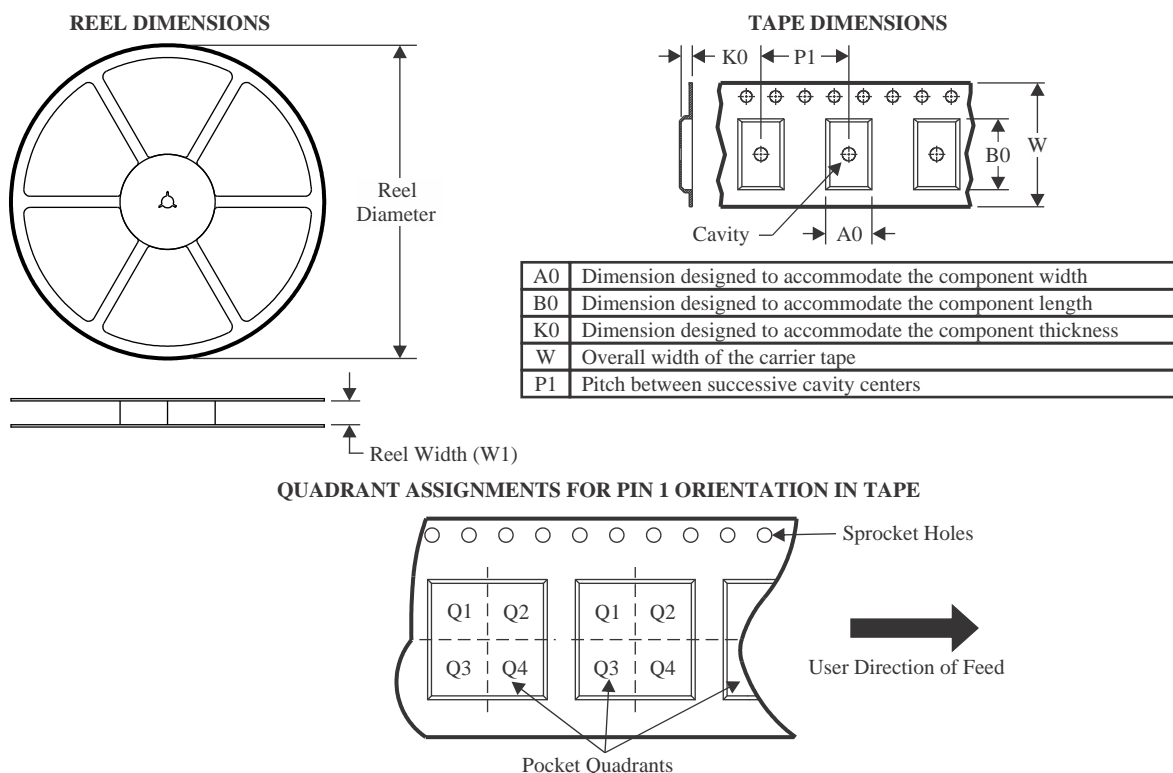 REEL DIMENSIONS
Reel
Diameter
Reel Width (W1)
TAPE DIMENSIONS
K0
P1
B0
W
Cavity
A0
A0 Dimension designed to accommodate the component width
B0 Dimension designed to accommodate the component length
K0 Dimension designed to accommodate the component thickness
W Overall width of the carrier tape
P1 Pitch between successive cavity centers
QUADRANT ASSIGNMENTS FOR PIN 1 ORIENTATION IN TAPE
Sprocket Holes
Q1 Q2 Q1 Q2
Q3 Q4 Q3 Q4
User Direction of Feed
Pocket Quadrants